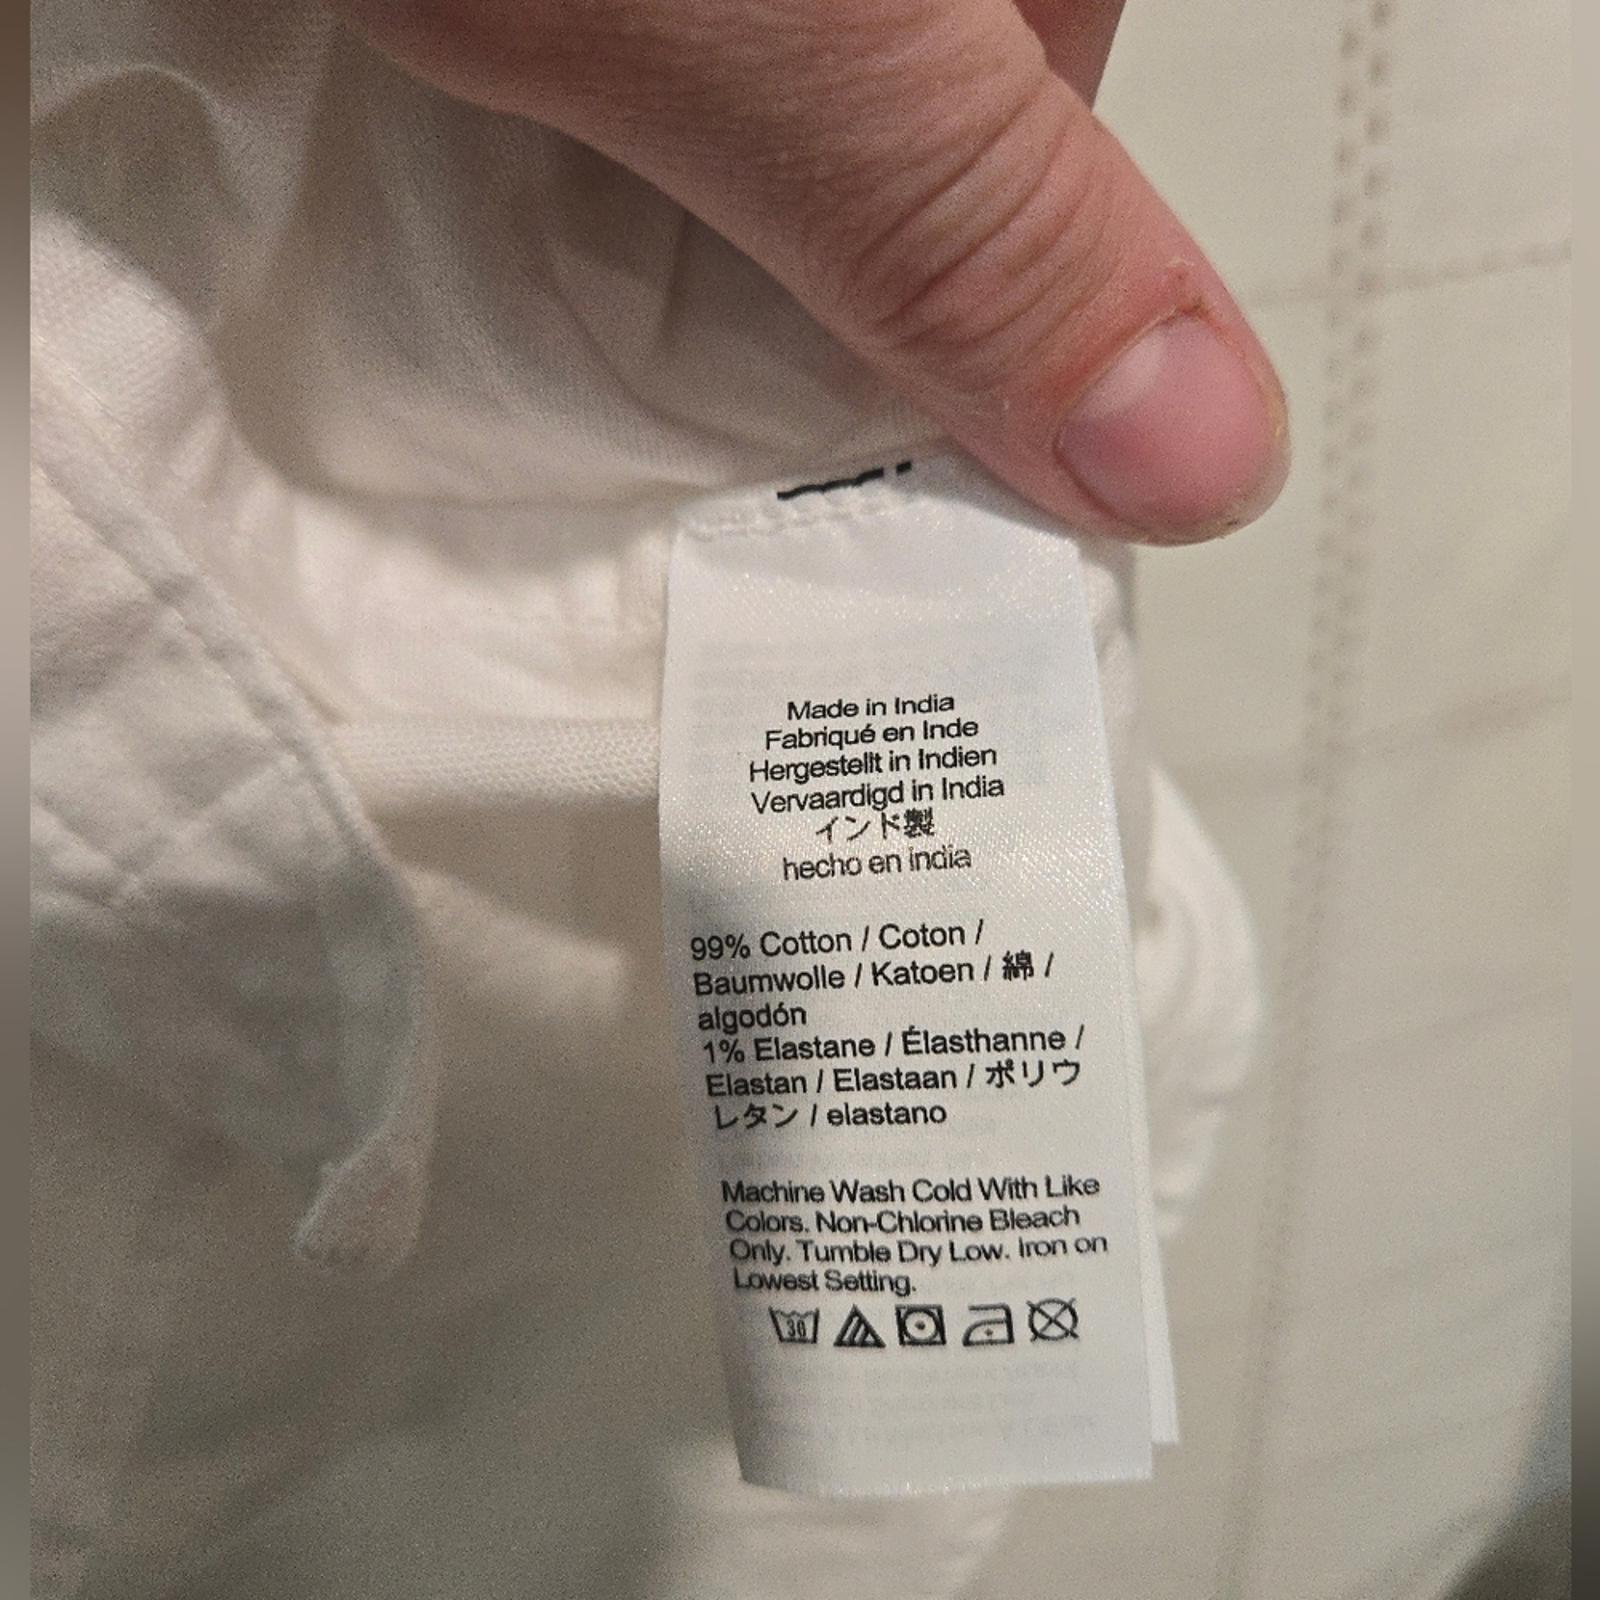 Made in India
Fabriqué en Inde
Hergestellt in Indien
Vervaardigd in India
インド製
hecho en india
99% Cotton / Coton /
Baumwolle / Katoen / 綿 /
algodón
1% Elastane / Élasthanne /
Elastan / Elastaan / ポリウ
レタン / elastano
Machine Wash Cold With Like
Colors. Non-Chlorine Bleach
Only. Tumble Dry Low. Iron on
Lowest Setting.
30